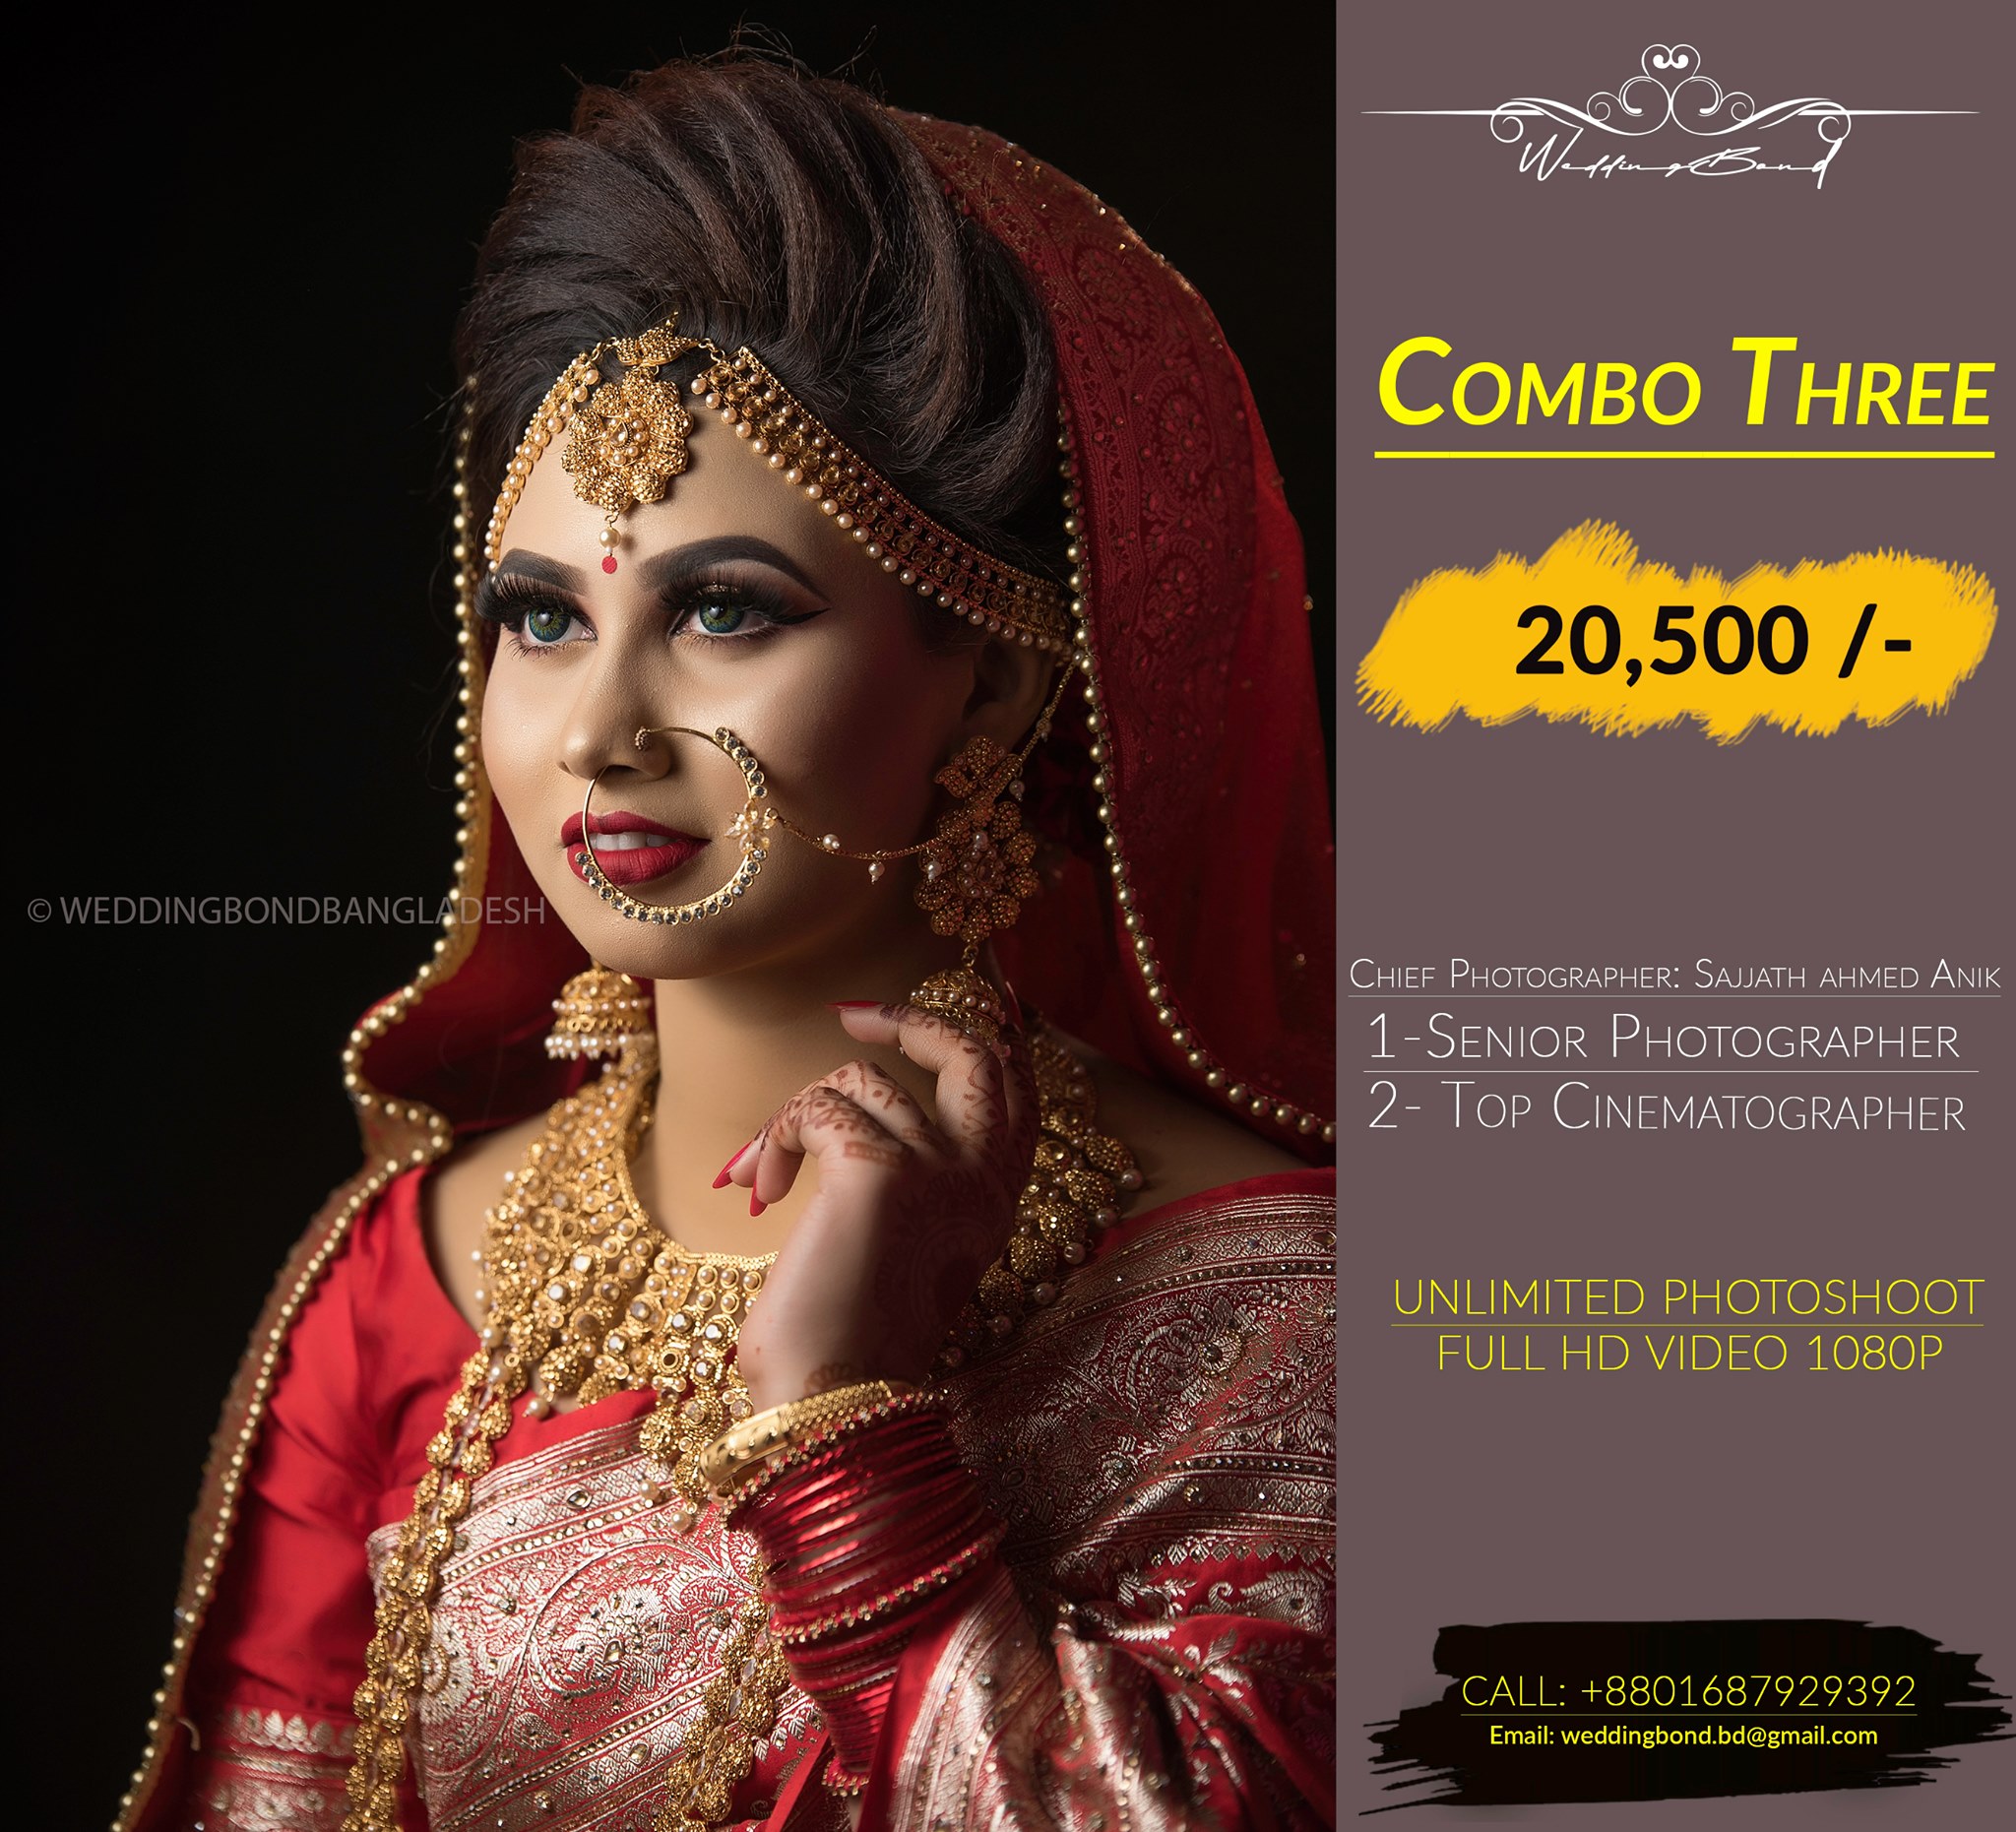 WeddingBond
COMBO THREE
20,500 /-
© WEDDINGBONDBANGLADESH
CHIEF PHOTOGRAPHER: SAJJATH AHMED ANIK
1-SENIOR PHOTOGRAPHER
2- TOP CINEMATOGRAPHER
UNLIMITED PHOTOSHOOT
FULL HD VIDEO 1080P
CALL: +8801687929392
Email: weddingbond.bd@gmail.com